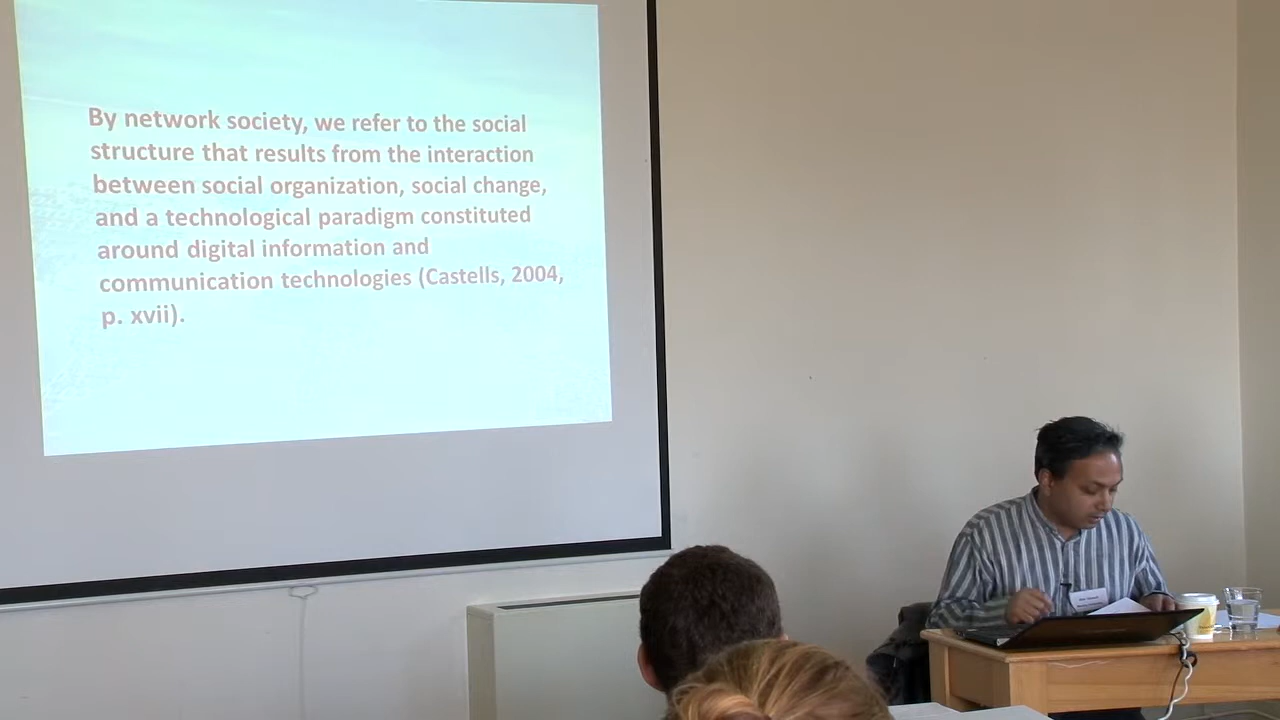 By network society, we refer to the social
structure that results from the interaction
between social organization, social change,
and a technological paradigm constituted
around digital information and
communication technologies (Castells, 2004,
p. xvii).